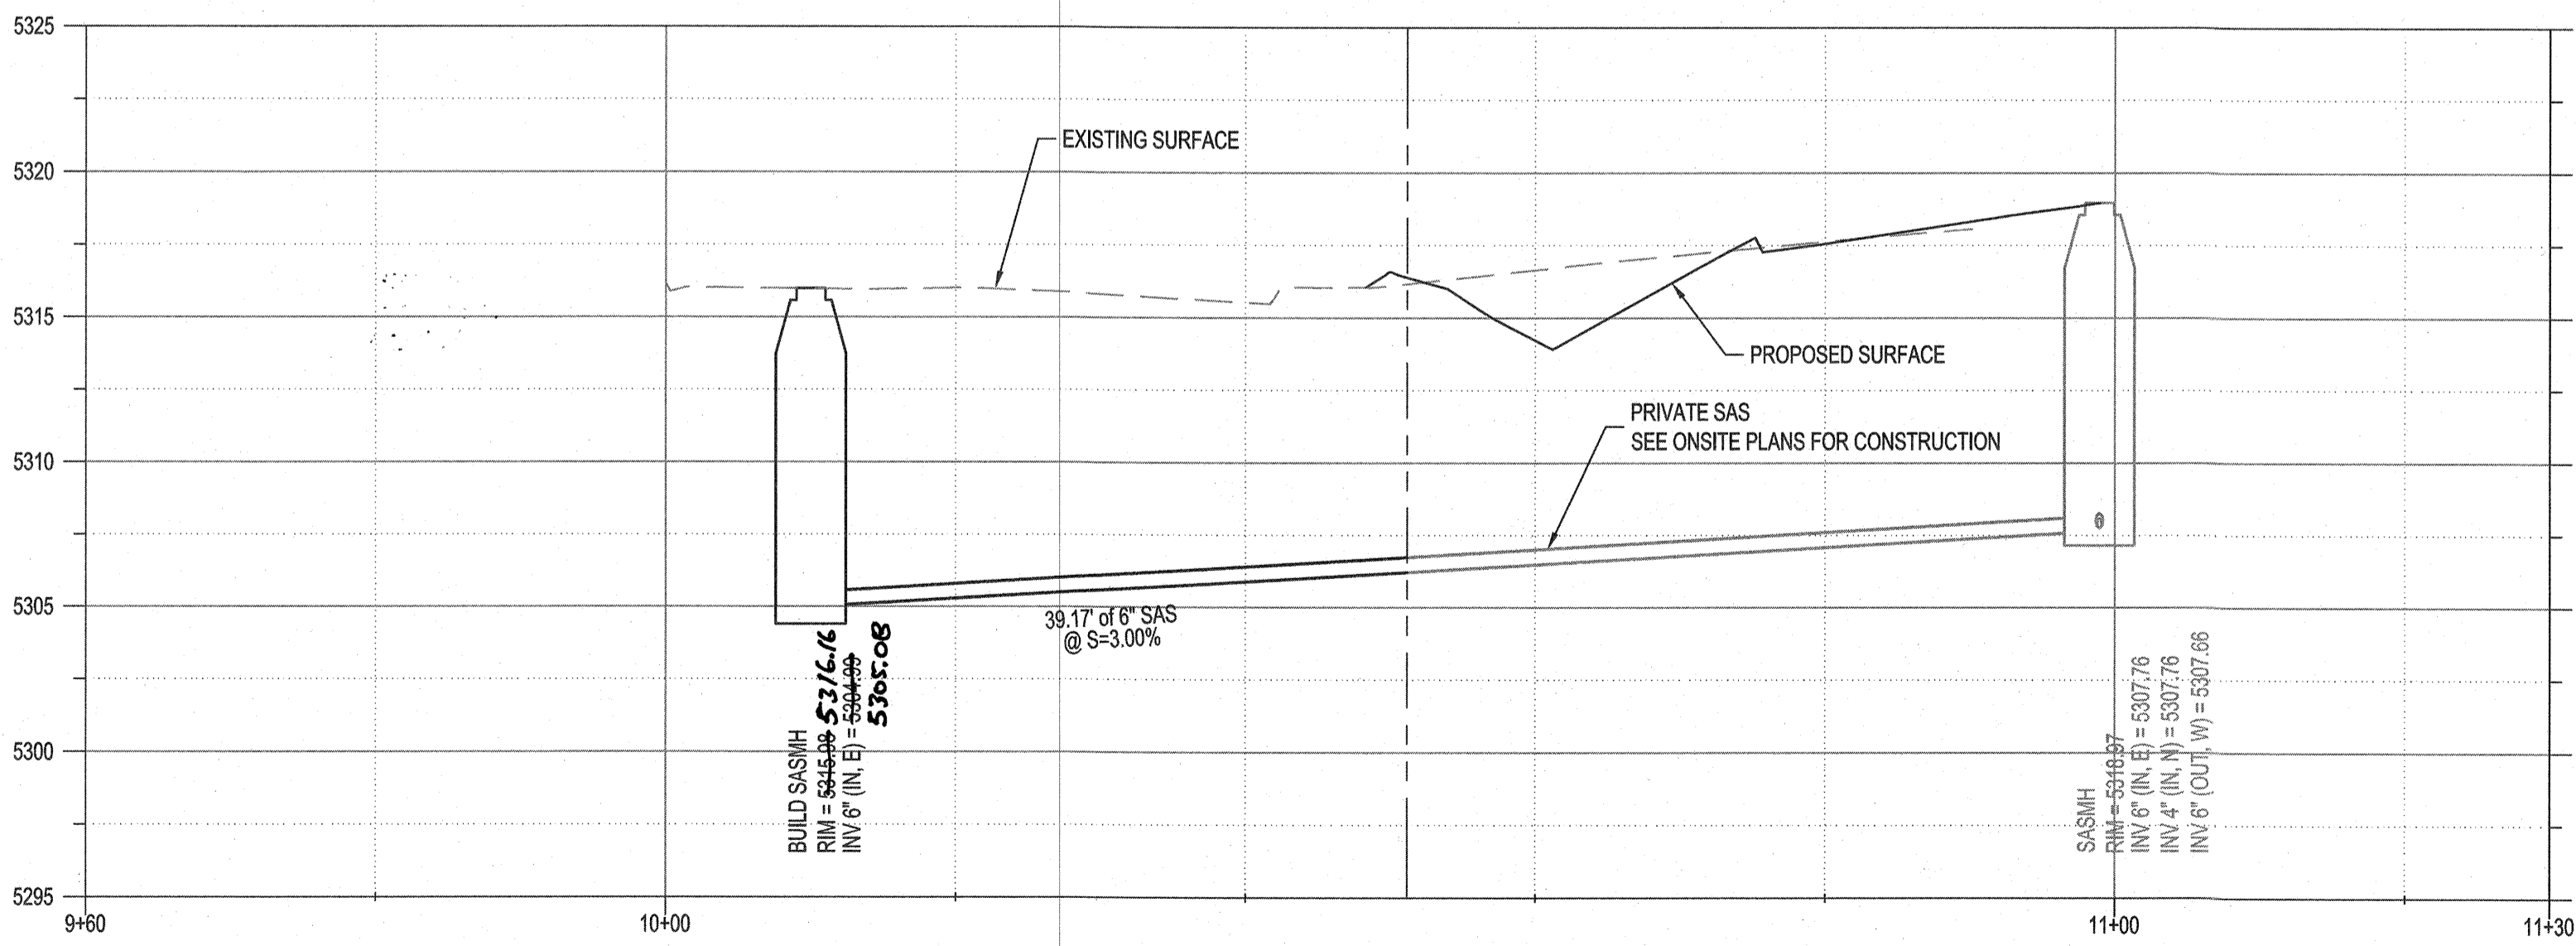 5325
5320
5315
5310
5305
5300
5295
EXISTING SURFACE
PROPOSED SURFACE
PRIVATE SAS
SEE ONSITE PLANS FOR CONSTRUCTION
39.17' of 6" SAS
@ S=3.00%
BUILD SASMH
RIM = 5315.98 5316.16
INV 6" (IN, E) = 5304.99
5305.08
SASMH
RIM = 5318.97
INV 6" (IN, E) = 5307.76
INV 4" (IN, N) = 5307.76
INV 6" (OUT, W) = 5307.66
9+60
10+00
11+00
11+30